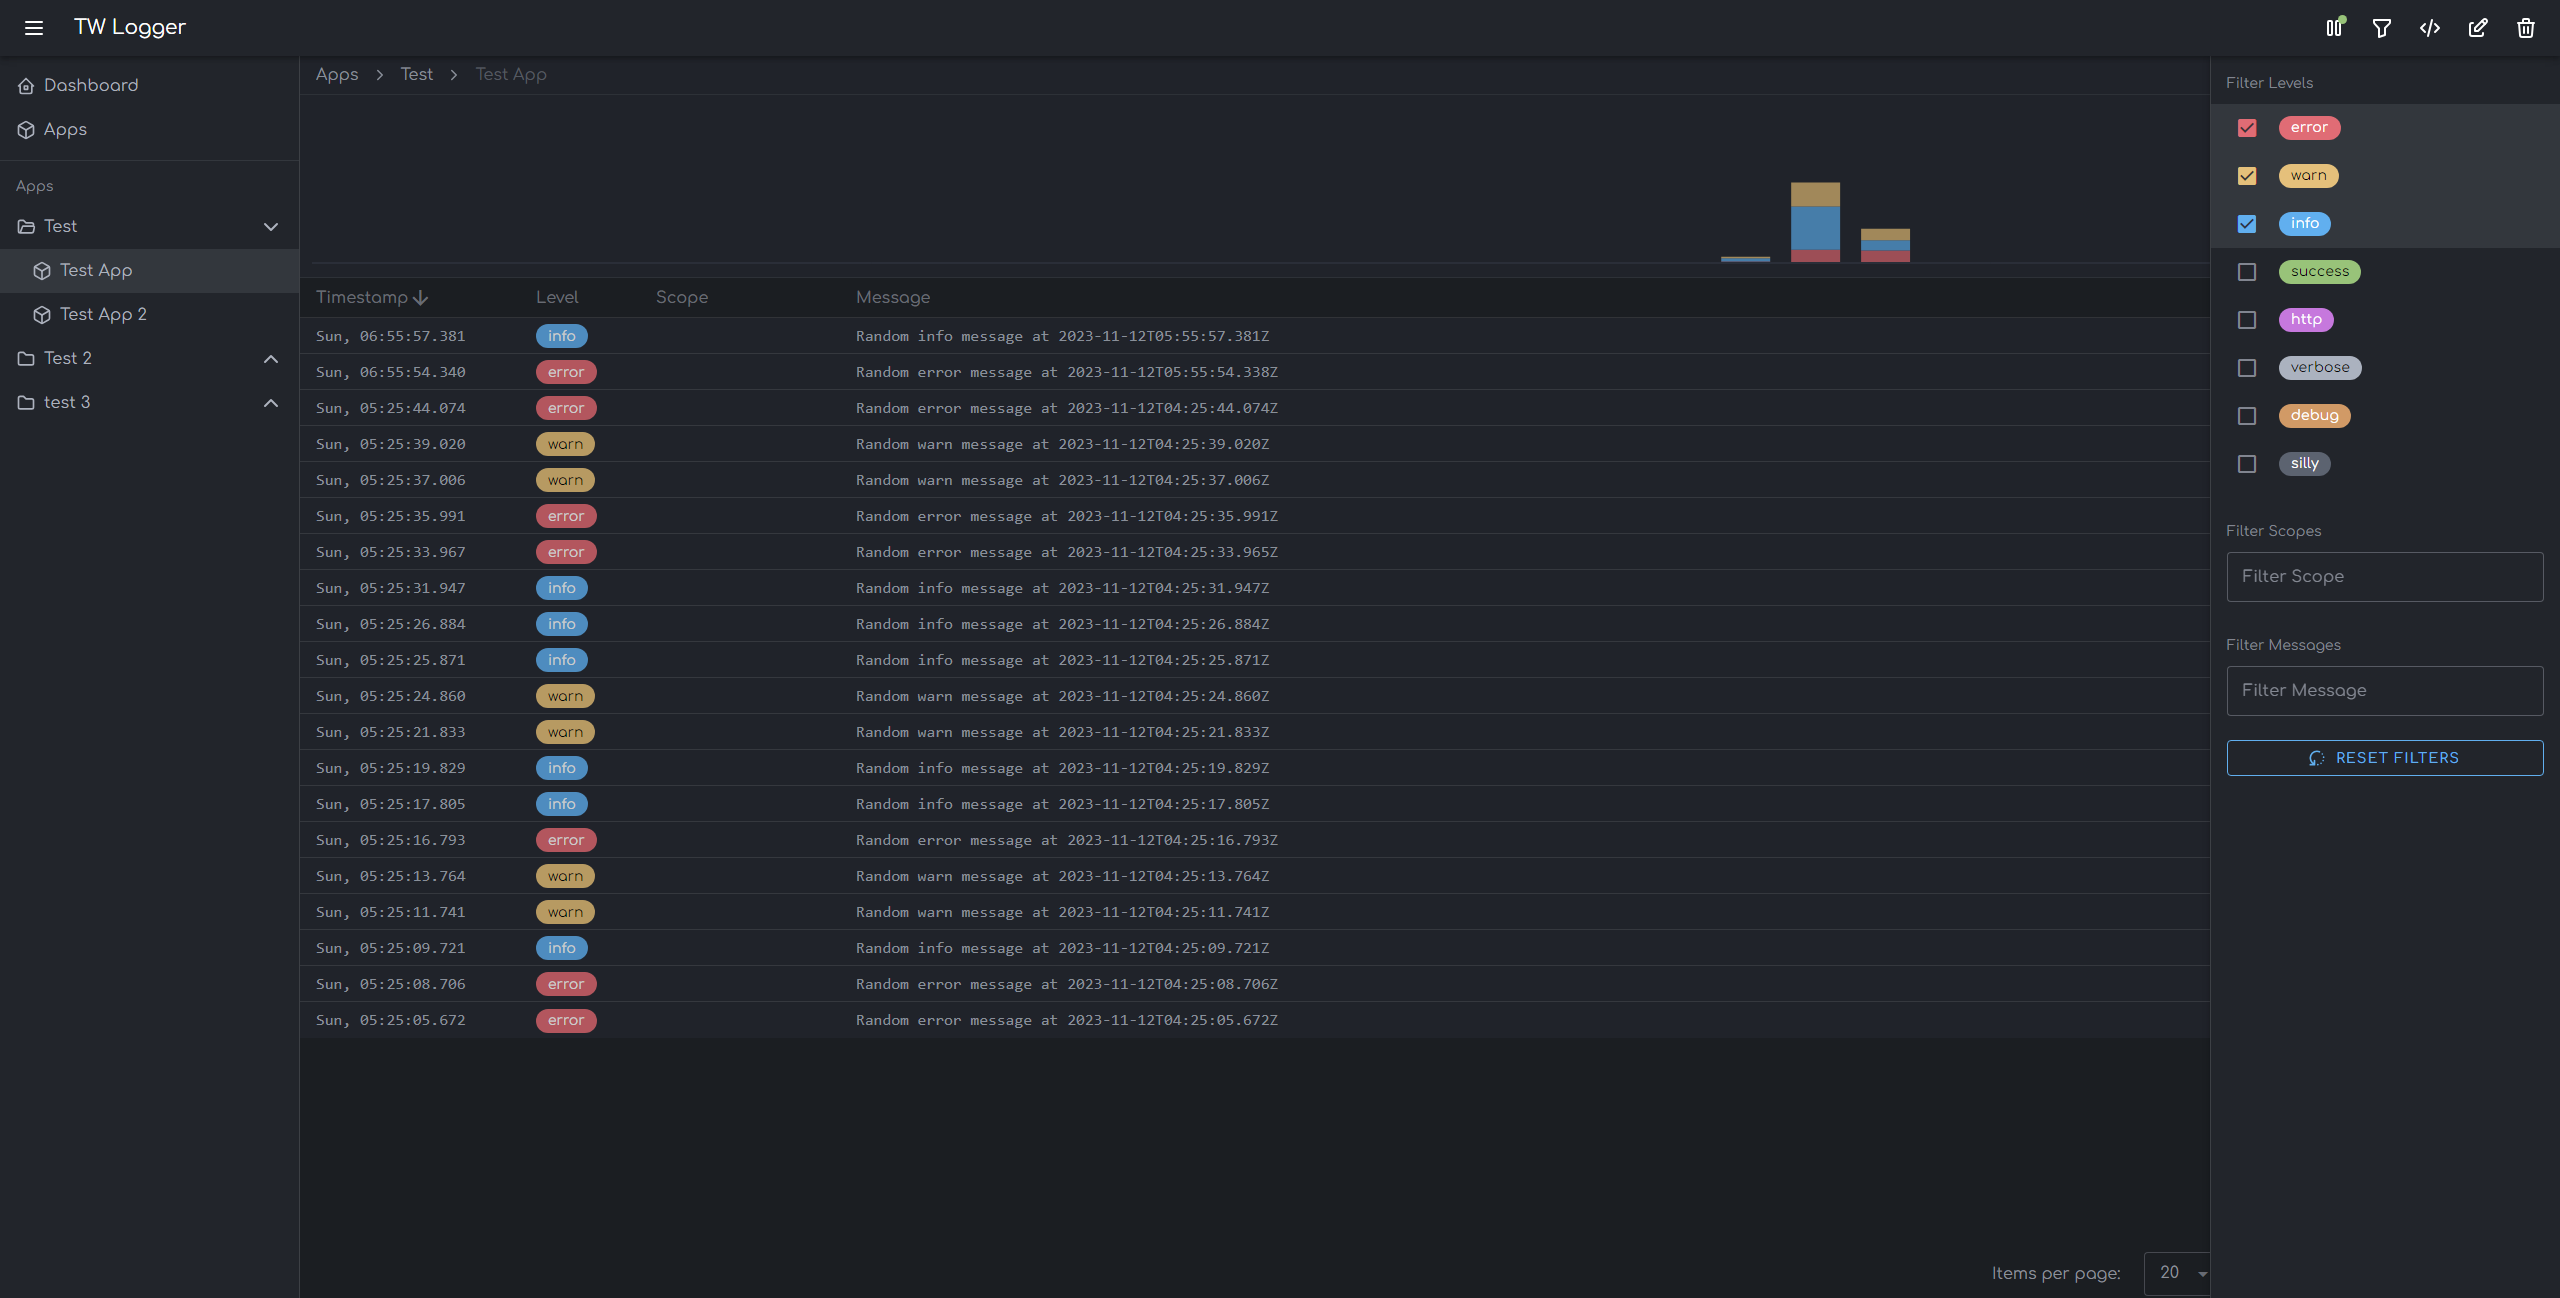 TW Logger
Dashboard
Apps
Apps
Test
Test App
Test App 2
Test 2
test 3
Apps > Test > Test App
Timestamp Level Scope Message
Sun, 06:55:57.381 info Random info message at 2023-11-12T05:55:57.381Z
Sun, 06:55:54.340 error Random error message at 2023-11-12T05:55:54.338Z
Sun, 05:25:44.074 error Random error message at 2023-11-12T04:25:44.074Z
Sun, 05:25:39.020 warn Random warn message at 2023-11-12T04:25:39.020Z
Sun, 05:25:37.006 warn Random warn message at 2023-11-12T04:25:37.006Z
Sun, 05:25:35.991 error Random error message at 2023-11-12T04:25:35.991Z
Sun, 05:25:33.967 error Random error message at 2023-11-12T04:25:33.965Z
Sun, 05:25:31.947 info Random info message at 2023-11-12T04:25:31.947Z
Sun, 05:25:26.884 info Random info message at 2023-11-12T04:25:26.884Z
Sun, 05:25:25.871 info Random info message at 2023-11-12T04:25:25.871Z
Sun, 05:25:24.860 warn Random warn message at 2023-11-12T04:25:24.860Z
Sun, 05:25:21.833 warn Random warn message at 2023-11-12T04:25:21.833Z
Sun, 05:25:19.829 info Random info message at 2023-11-12T04:25:19.829Z
Sun, 05:25:17.805 info Random info message at 2023-11-12T04:25:17.805Z
Sun, 05:25:16.793 error Random error message at 2023-11-12T04:25:16.793Z
Sun, 05:25:13.764 warn Random warn message at 2023-11-12T04:25:13.764Z
Sun, 05:25:11.741 warn Random warn message at 2023-11-12T04:25:11.741Z
Sun, 05:25:09.721 info Random info message at 2023-11-12T04:25:09.721Z
Sun, 05:25:08.706 error Random error message at 2023-11-12T04:25:08.706Z
Sun, 05:25:05.672 error Random error message at 2023-11-12T04:25:05.672Z
Items per page: 20
Filter Levels
error
warn
info
success
http
verbose
debug
silly
Filter Scopes
Filter Scope
Filter Messages
Filter Message
RESET FILTERS